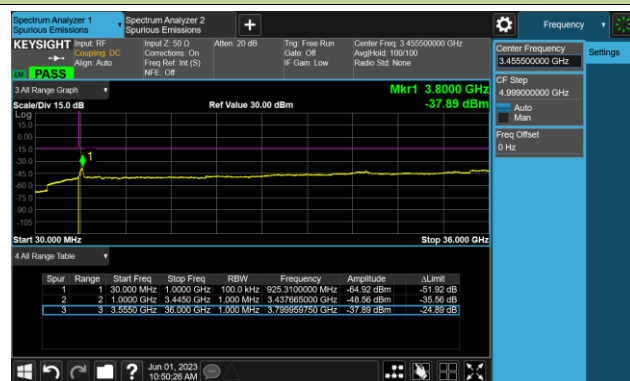 Spectrum Analyzer 1
Spurious Emissions
Spectrum Analyzer 2
Spurious Emissions
+
Frequency
KEYSIGHT Input: RF
Coupling: DC
Align: Auto
Input Z: 50 Ω
Corrections: On
Freq Ref: Int (S)
NFE: Off
Atten: 20 dB
Trig: Free Run
Gate: Off
IF Gain: Low
Center Freq: 3.455500000 GHz
Avg|Hold: 100/100
Radio Std: None
LNI PASS
Center Frequency
3.455500000 GHz
Settings
CF Step
4.999000000 GHz
Auto
Man
Freq Offset
0 Hz
3 All Range Graph
Mkr1 3.8000 GHz
Scale/Div 15.0 dB
Ref Value 30.00 dBm
-37.89 dBm
Log
15.0
0.00
-15.0
-30.0
-45.0
-60.0
-75.0
-90.0
-105
1
Start 30.000 MHz
Stop 36.000 GHz
4 All Range Table
Spur Range Start Freq Stop Freq RBW Frequency Amplitude ΔLimit
1 1 30.000 MHz 1.0000 GHz 100.0 kHz 925.3100000 MHz -64.92 dBm -51.92 dB
2 2 1.0000 GHz 3.4450 GHz 1.000 MHz 3.437665000 GHz -48.56 dBm -35.56 dB
3 3 3.5550 GHz 36.000 GHz 1.000 MHz 3.799959750 GHz -37.89 dBm -24.89 dB
?
Jun 01, 2023
10:50:26 AM